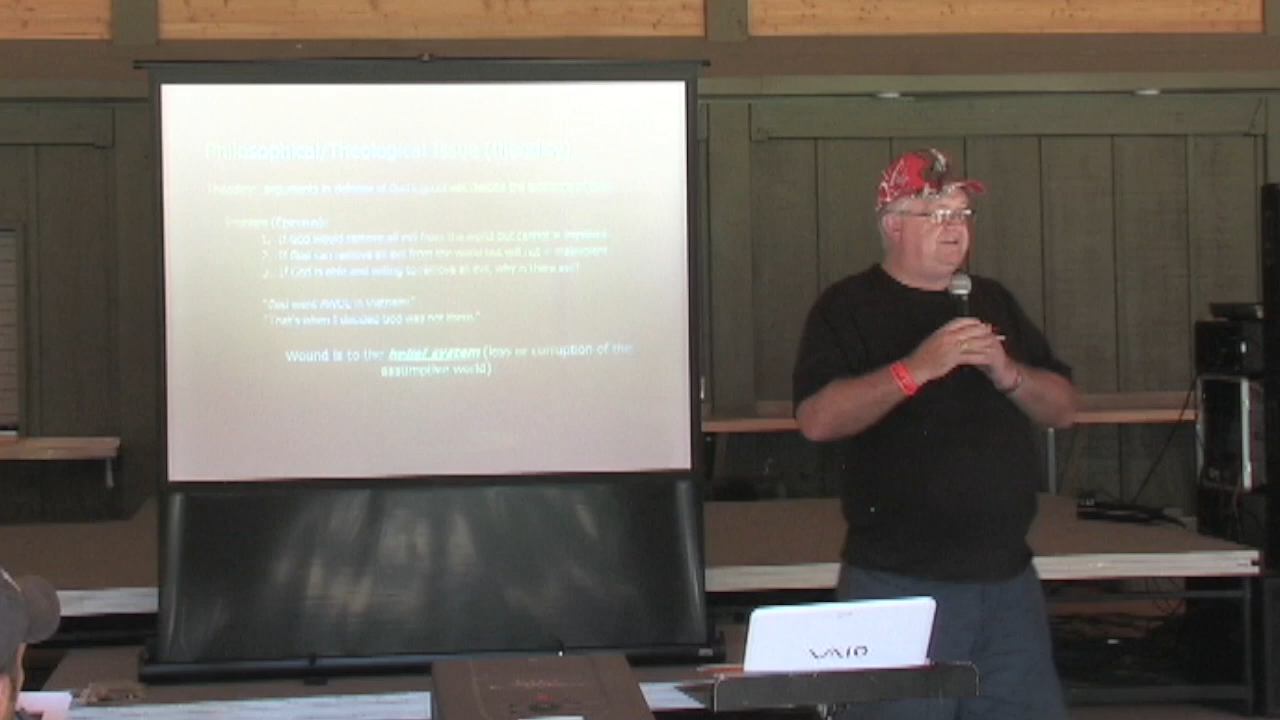 Philosophical/Theological Issue (theodicy)
Theodicy: arguments in defense of God's good will despite the existence of
(Epicurus):
1. If God would remove all evil from the world but cannot = impotent
2. If God can remove all evil from the world but will not = malevolent
2. If God is able and willing to remove all evil, why is there evil?
"God went AWOL in Vietnam."
"That's when I decided God was not there."
Wound is to the belief system (loss or corruption of the
assumptive world)
VAIO